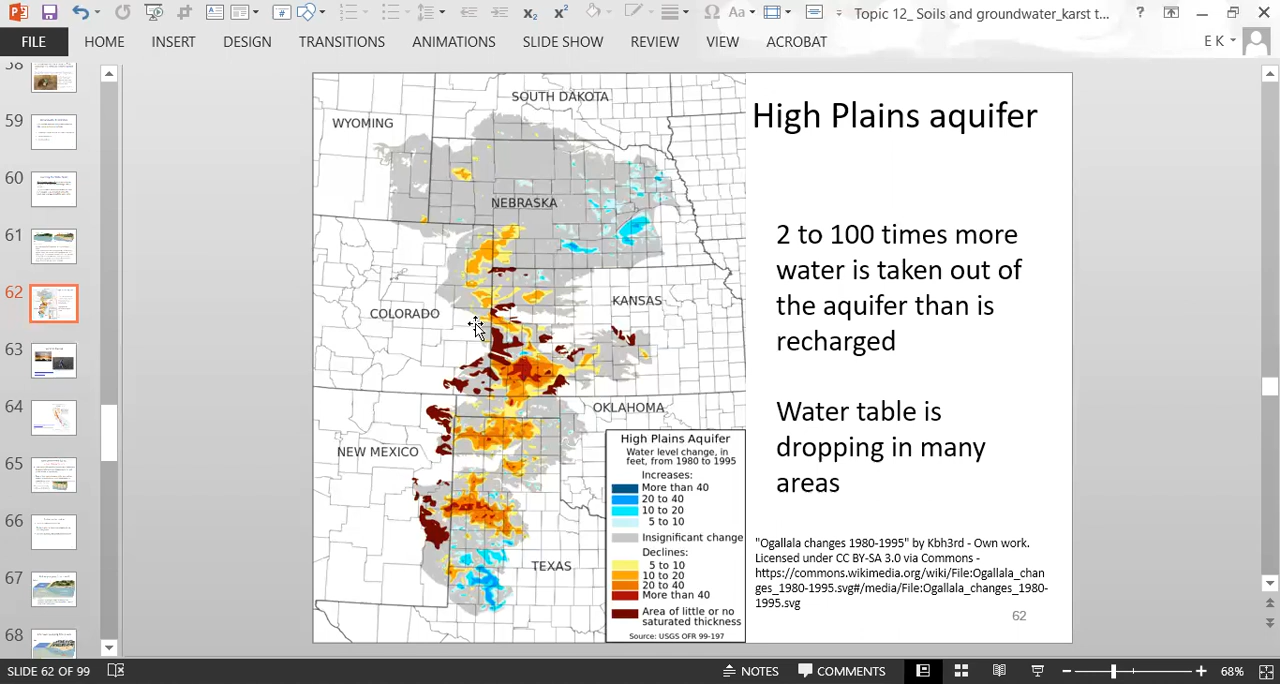 Topic 12_ Soils and groundwater_karst t...
FILE
HOME
INSERT
DESIGN
TRANSITIONS
ANIMATIONS
SLIDE SHOW
REVIEW
VIEW
ACROBAT
E K
58
59
60
61
62
63
64
65
66
67
68
SOUTH DAKOTA
WYOMING
NEBRASKA
COLORADO
KANSAS
OKLAHOMA
NEW MEXICO
TEXAS
High Plains Aquifer
Water level change, in
feet, from 1980 to 1995
Increases:
More than 40
20 to 40
10 to 20
5 to 10
Insignificant change
Declines:
5 to 10
10 to 20
20 to 40
More than 40
Area of little or no
saturated thickness
Source: USGS OFR 99-197
High Plains aquifer
2 to 100 times more
water is taken out of
the aquifer than is
recharged
Water table is
dropping in many
areas
"Ogallala changes 1980-1995" by Kbh3rd - Own work.
Licensed under CC BY-SA 3.0 via Commons -
https://commons.wikimedia.org/wiki/File:Ogallala_chan
ges_1980-1995.svg#/media/File:Ogallala_changes_1980-
1995.svg
62
SLIDE 62 OF 99
NOTES
COMMENTS
68%